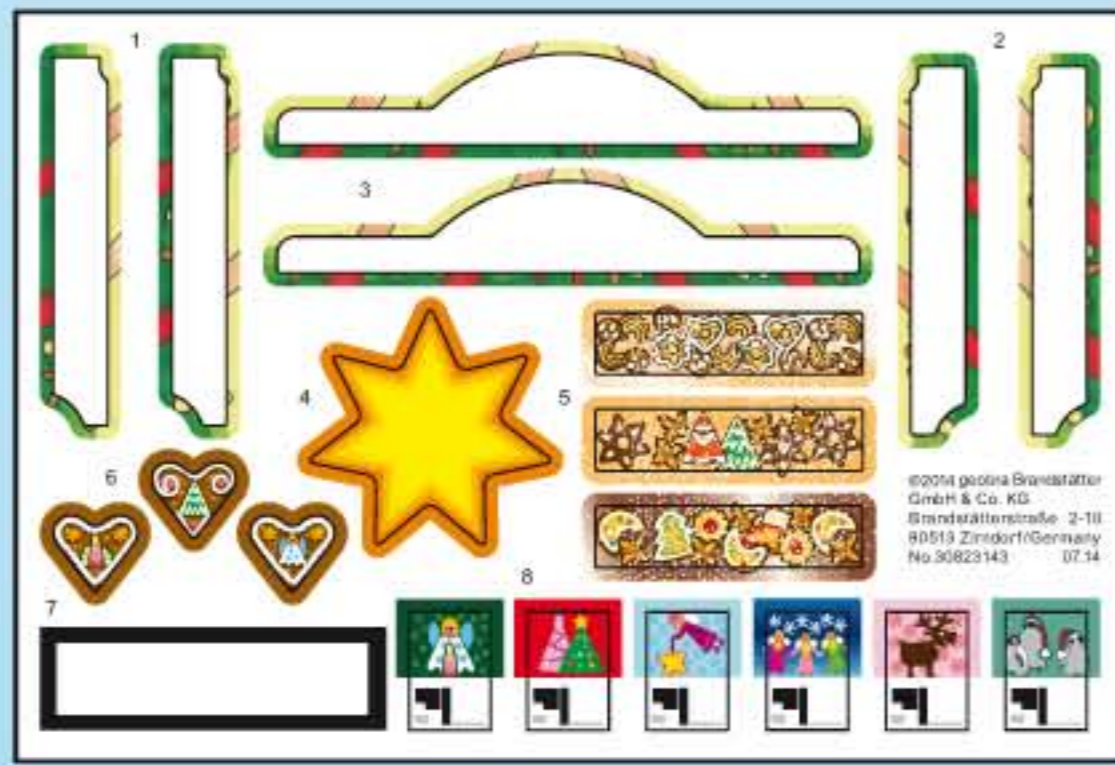 1
2
3
4
5
6
©2014 geobra Brandstätter
GmbH & Co. KG
Brandstätterstraße 2-10
90513 Zirndorf/Germany
No.30823143 07.14
7
8